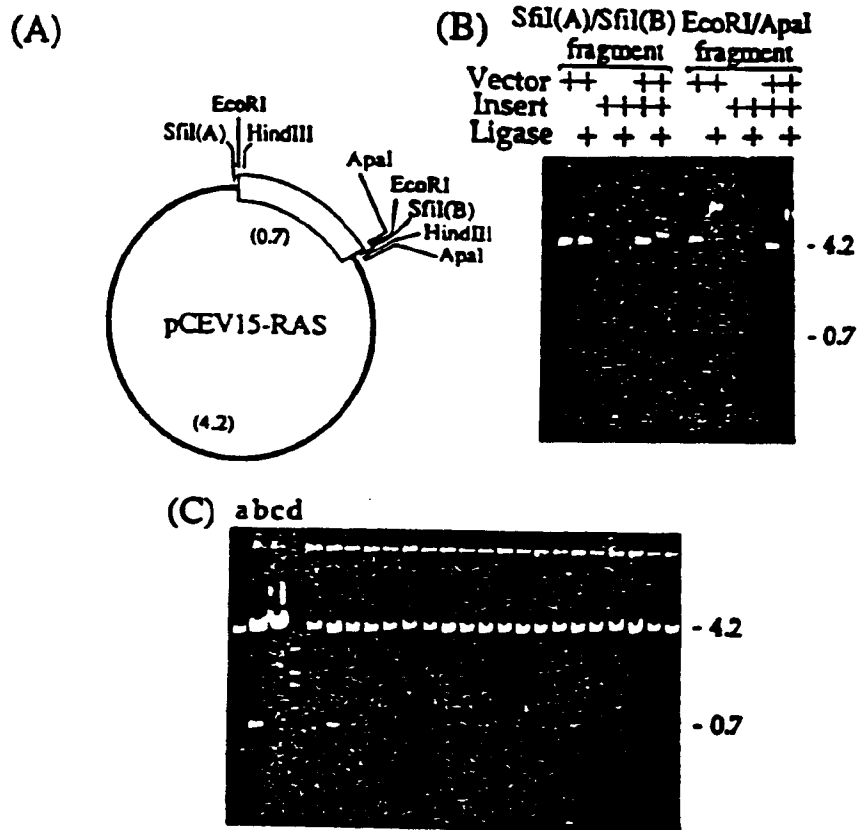 (A)
EcoRI
SfiI(A)
HindIII
ApaI
EcoRI
SfiI(B)
HindIII
ApaI
(0.7)
pCEV15-RAS
(4.2)
(B)
SfiI(A)/SfiI(B) EcoRI/ApaI
fragment fragment
Vector ++ ++ ++ ++
Insert ++++ ++++
Ligase + + + + + +
- 4.2
- 0.7
(C) abcd
- 4.2
- 0.7